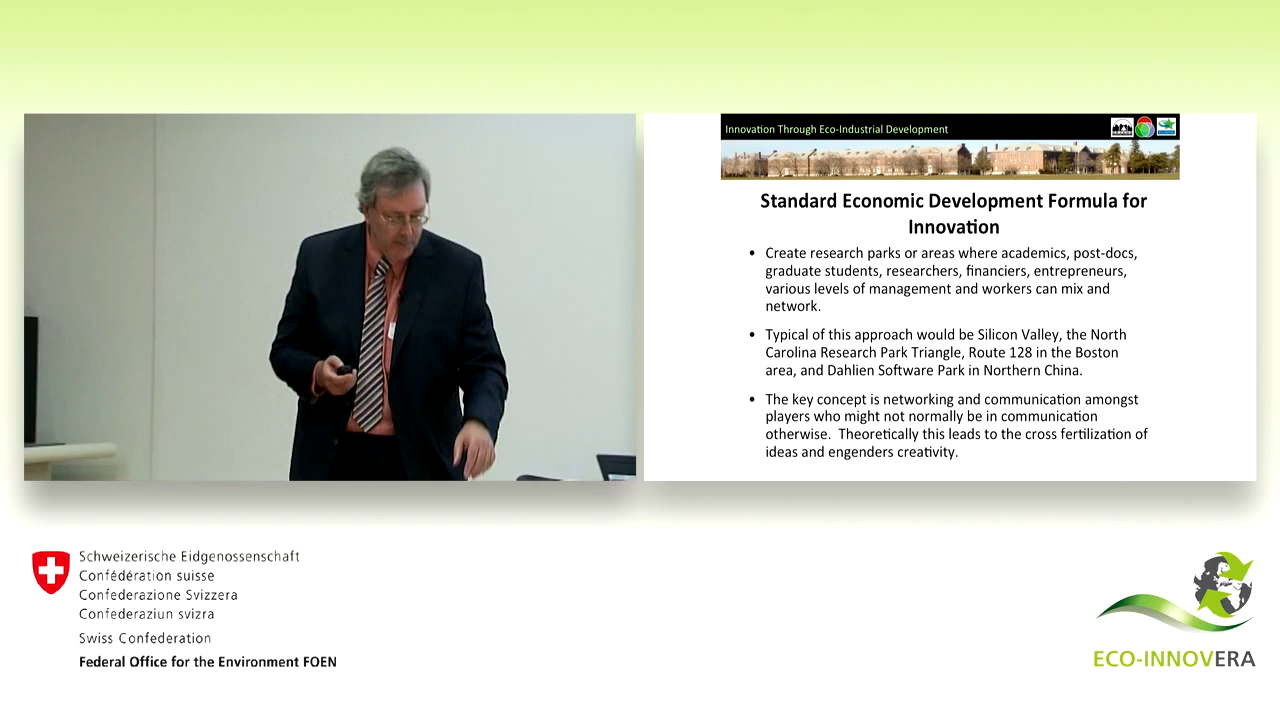 Innovation Through Eco-Industrial Development
Standard Economic Development Formula for
Innovation
• Create research parks or areas where academics, post-docs,
graduate students, researchers, financiers, entrepreneurs,
various levels of management and workers can mix and
network.
• Typical of this approach would be Silicon Valley, the North
Carolina Research Park Triangle, Route 128 in the Boston
area, and Dahlien Software Park in Northern China.
• The key concept is networking and communication amongst
players who might not normally be in communication
otherwise.  Theoretically this leads to the cross fertilization of
ideas and engenders creativity.
Schweizerische Eidgenossenschaft
Confédération suisse
Confederazione Svizzera
Confederaziun svizra
Swiss Confederation
Federal Office for the Environment FOEN
ECO-INNOVERA